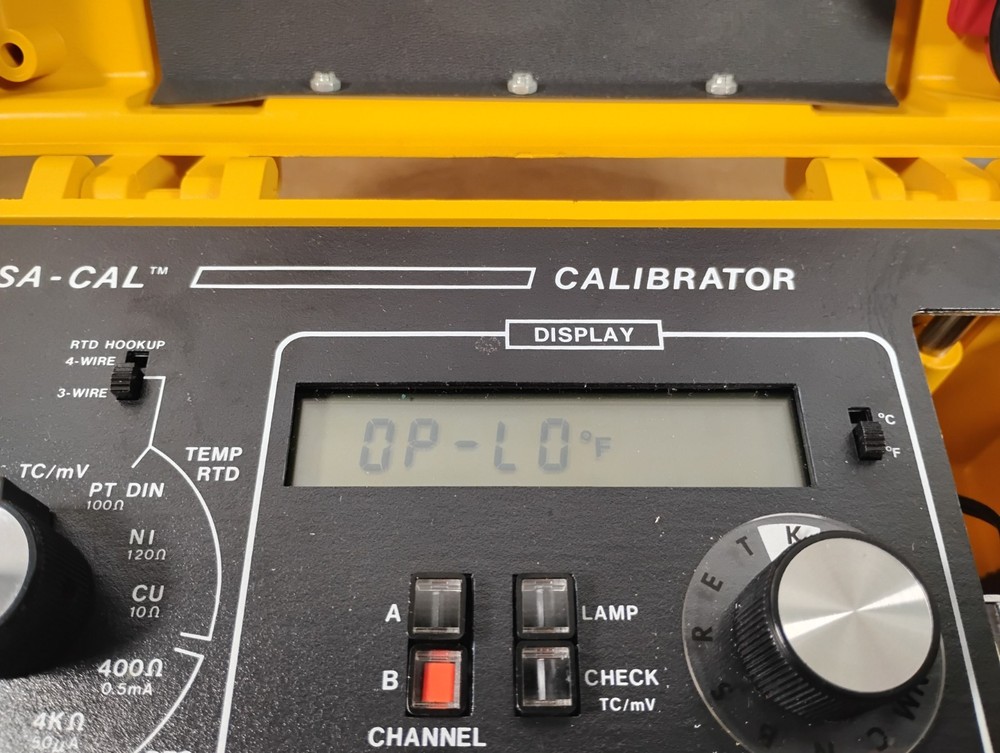 SA-CAL™ CALIBRATOR
DISPLAY
RTD HOOKUP
4-WIRE
3-WIRE
°C
°F
OP-LO°F
TEMP
RTD
TC/mV
PT DIN
100Ω
NI
120Ω
CU
10Ω
400Ω
0.5mA
4KΩ
50μA
A
LAMP
B
CHECK
TC/mV
CHANNEL
K
T
E
R
S
B
C